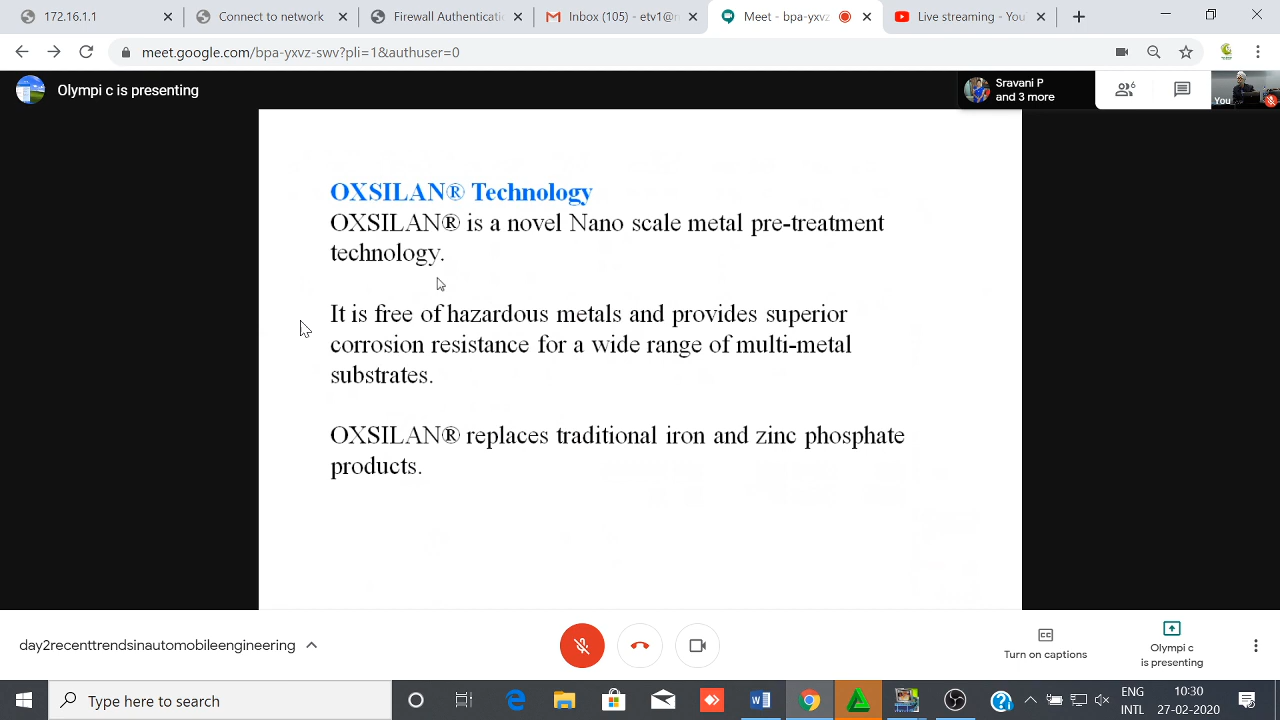 172.16.1.1
Connect to network
Firewall Authenticati
Inbox (105) - etv1@n
Meet - bpa-yxvz
Live streaming - You
meet.google.com/bpa-yxvz-swv?pli=1&authuser=0
Olympi c is presenting
Sravani P
and 3 more
6
You
OXSILAN® Technology
OXSILAN® is a novel Nano scale metal pre-treatment
technology.
It is free of hazardous metals and provides superior
corrosion resistance for a wide range of multi-metal
substrates.
OXSILAN® replaces traditional iron and zinc phosphate
products.
day2recenttrendsinautomobileengineering
Turn on captions
Olympi c
is presenting
Type here to search
ENG
INTL
10:30
27-02-2020